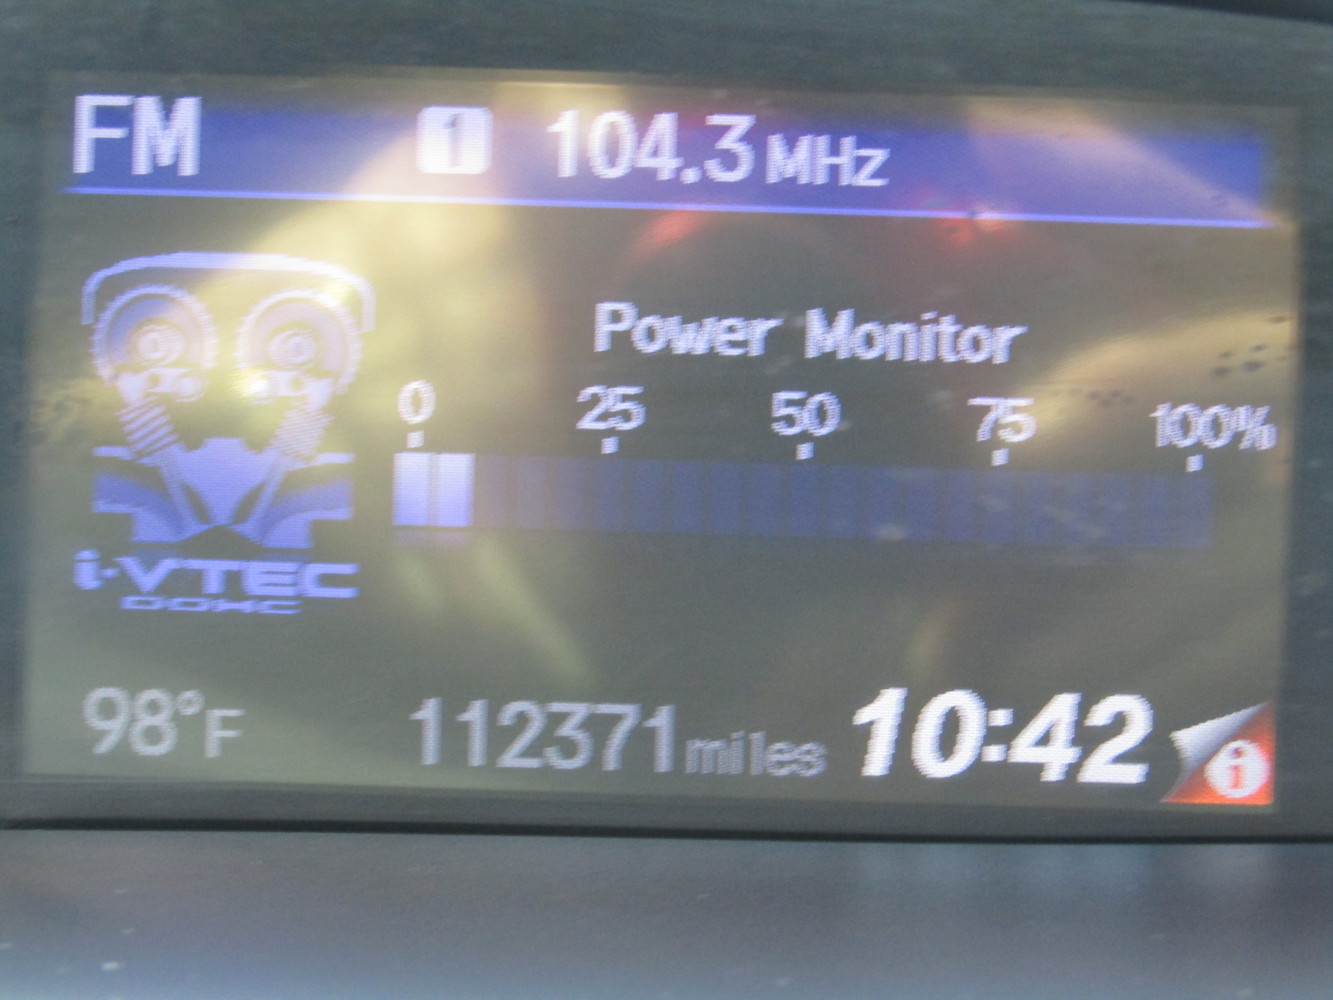 FM 1 104.3 MHz
Power Monitor
0 25 50 75 100%
i-VTEC
DOHC
98°F 112371 miles 10:42 i